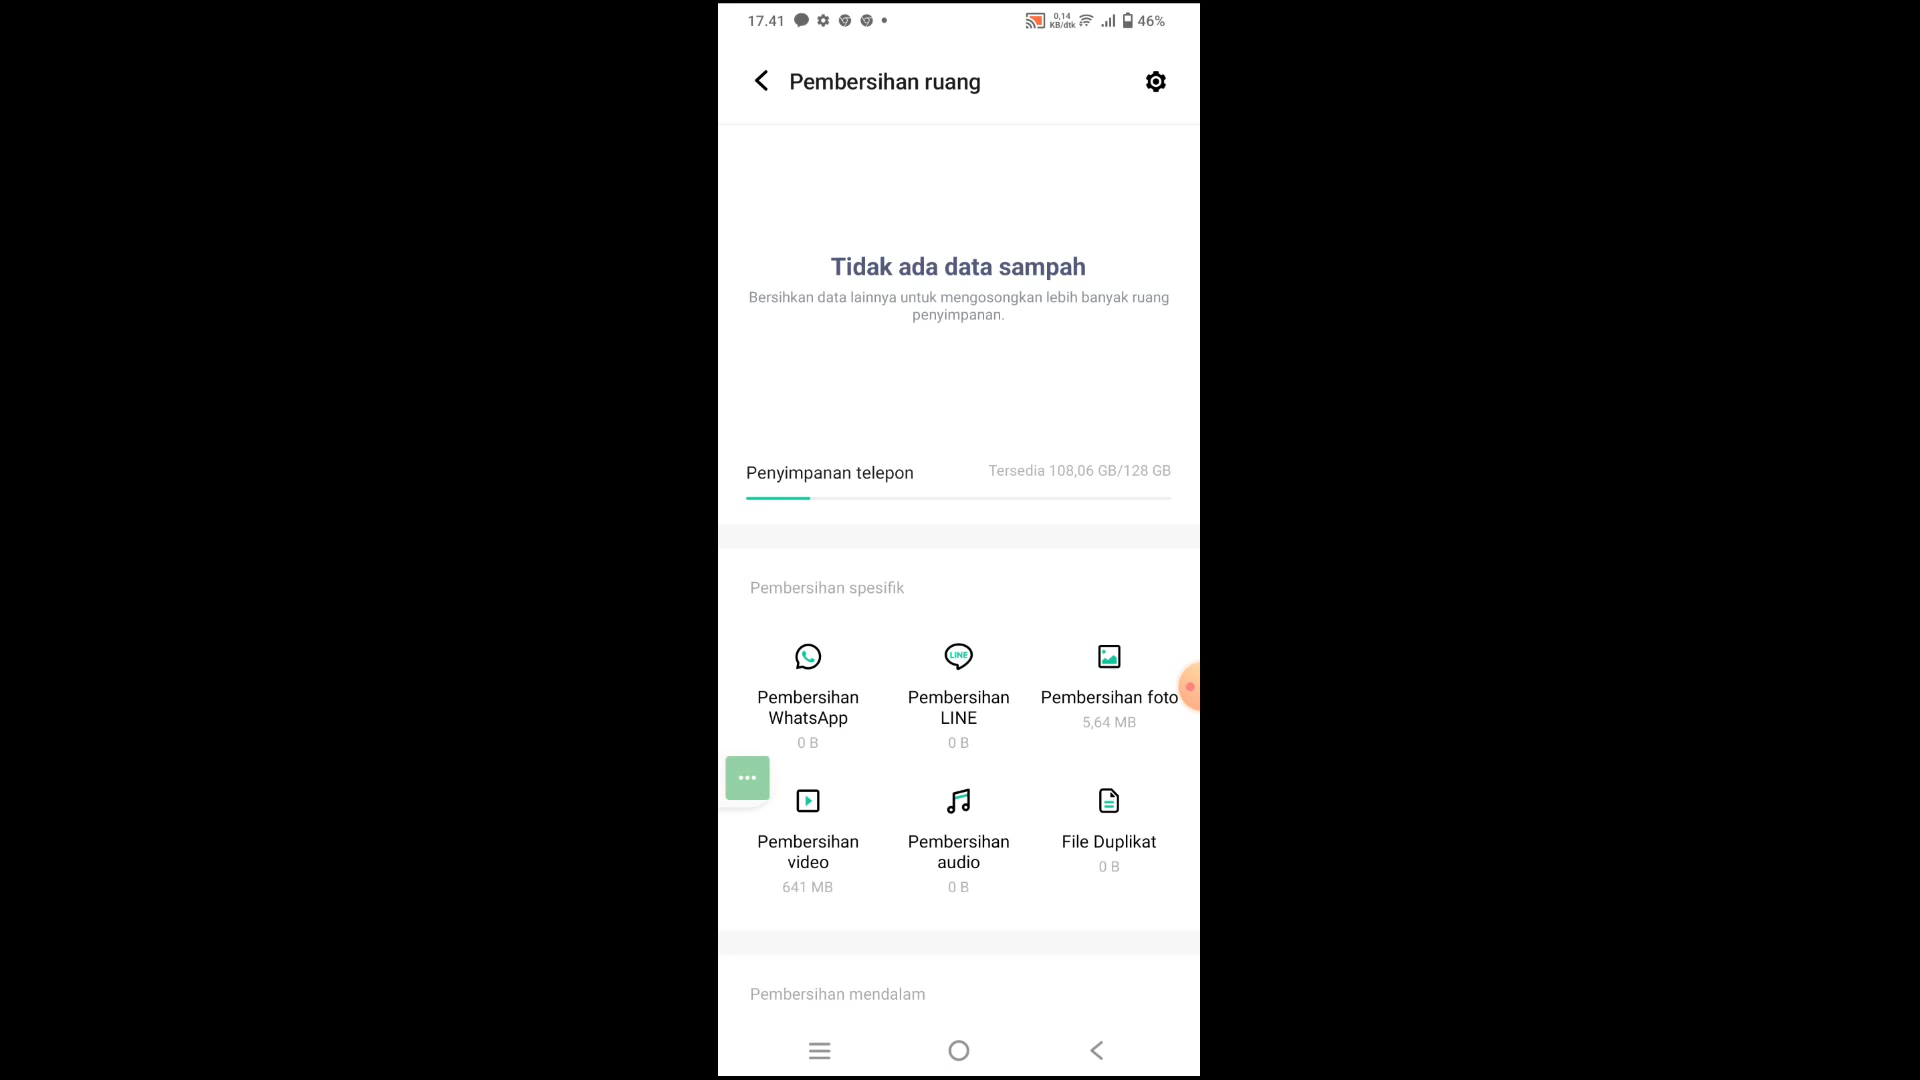 17.41 0,14 KB/dtk 46%
Pembersihan ruang
Tidak ada data sampah
Bersihkan data lainnya untuk mengosongkan lebih banyak ruang
penyimpanan.
Penyimpanan telepon Tersedia 108,06 GB/128 GB
Pembersihan spesifik
LINE
Pembersihan
WhatsApp
0 B
Pembersihan
LINE
0 B
Pembersihan foto
5,64 MB
Pembersihan
video
641 MB
Pembersihan
audio
0 B
File Duplikat
0 B
Pembersihan mendalam